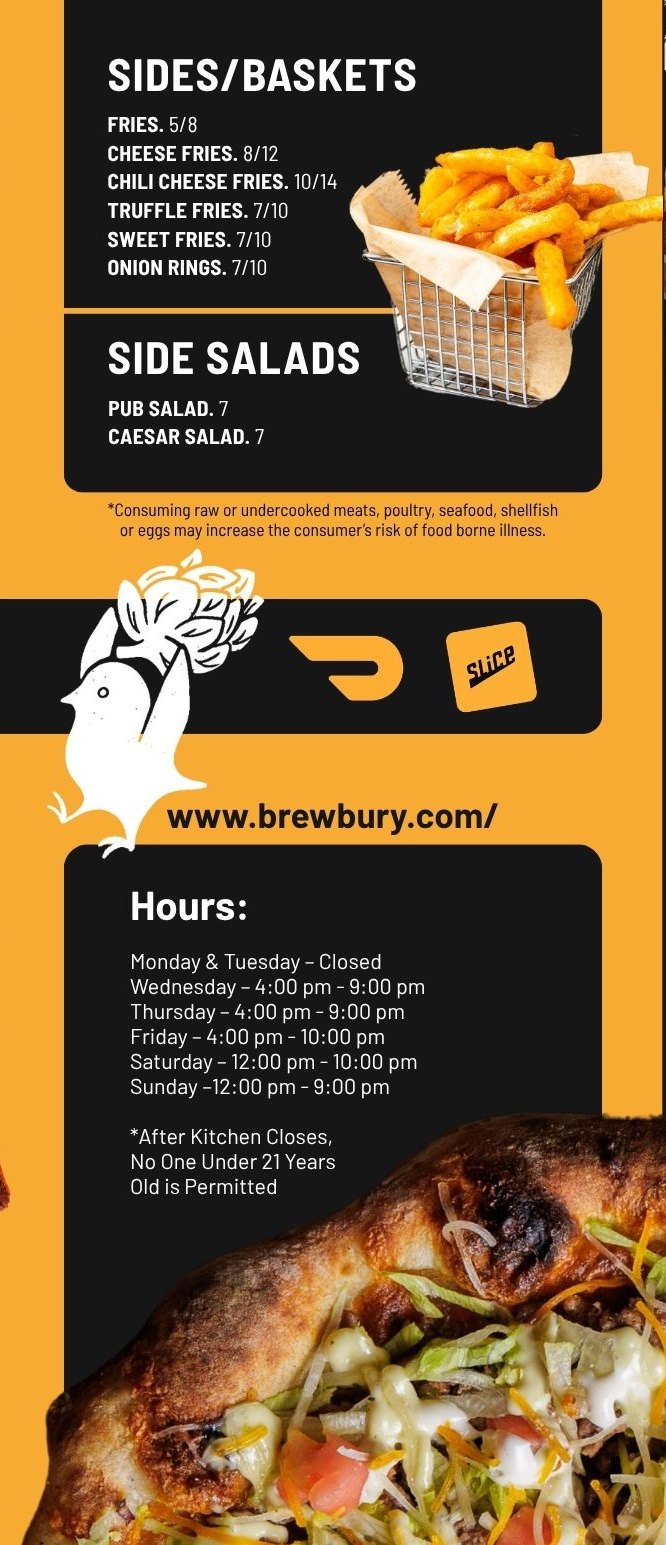 SIDES/BASKETS
FRIES. 5/8
CHEESE FRIES. 8/12
CHILI CHEESE FRIES. 10/14
TRUFFLE FRIES. 7/10
SWEET FRIES. 7/10
ONION RINGS. 7/10
SIDE SALADS
PUB SALAD. 7
CAESAR SALAD. 7
*Consuming raw or undercooked meats, poultry, seafood, shellfish
or eggs may increase the consumer's risk of food borne illness.
SLiCe
www.brewbury.com/
Hours:
Monday & Tuesday – Closed
Wednesday – 4:00 pm - 9:00 pm
Thursday – 4:00 pm - 9:00 pm
Friday – 4:00 pm - 10:00 pm
Saturday – 12:00 pm - 10:00 pm
Sunday –12:00 pm - 9:00 pm
*After Kitchen Closes,
No One Under 21 Years
Old is Permitted